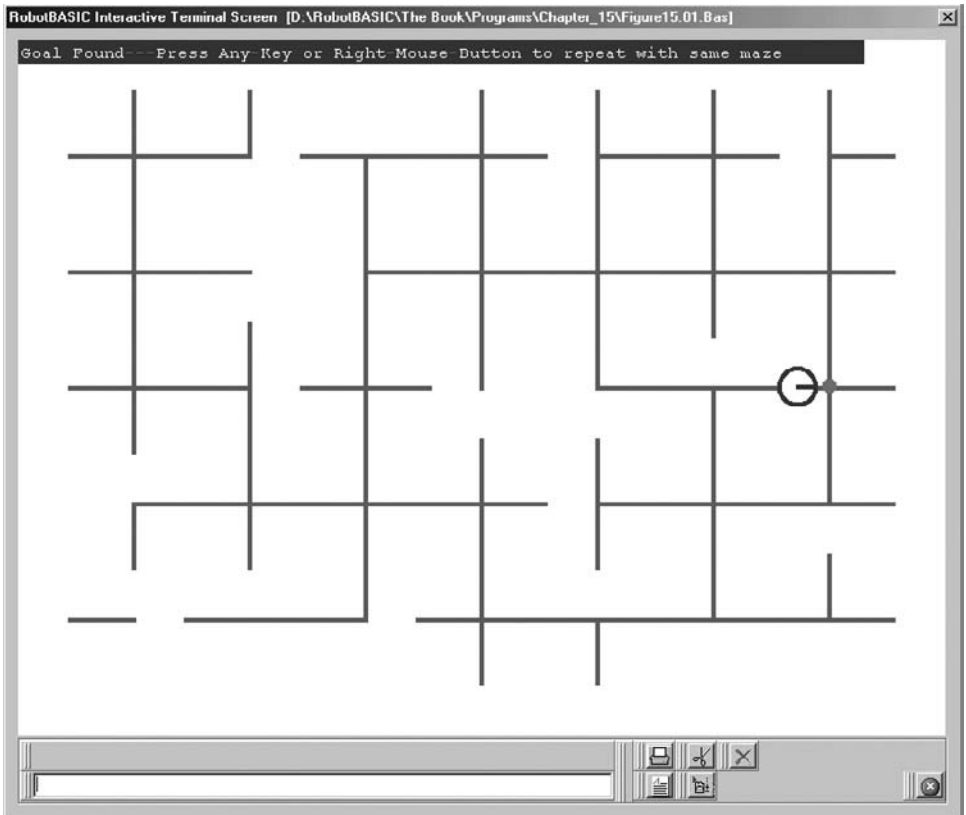 RobotBASIC Interactive Terminal Screen [D:\RobotBASIC\The Book\Programs\Chapter_15\Figure15.01.Bas]
Goal Found---Press Any-Key or Right-Mouse-Button to repeat with same maze